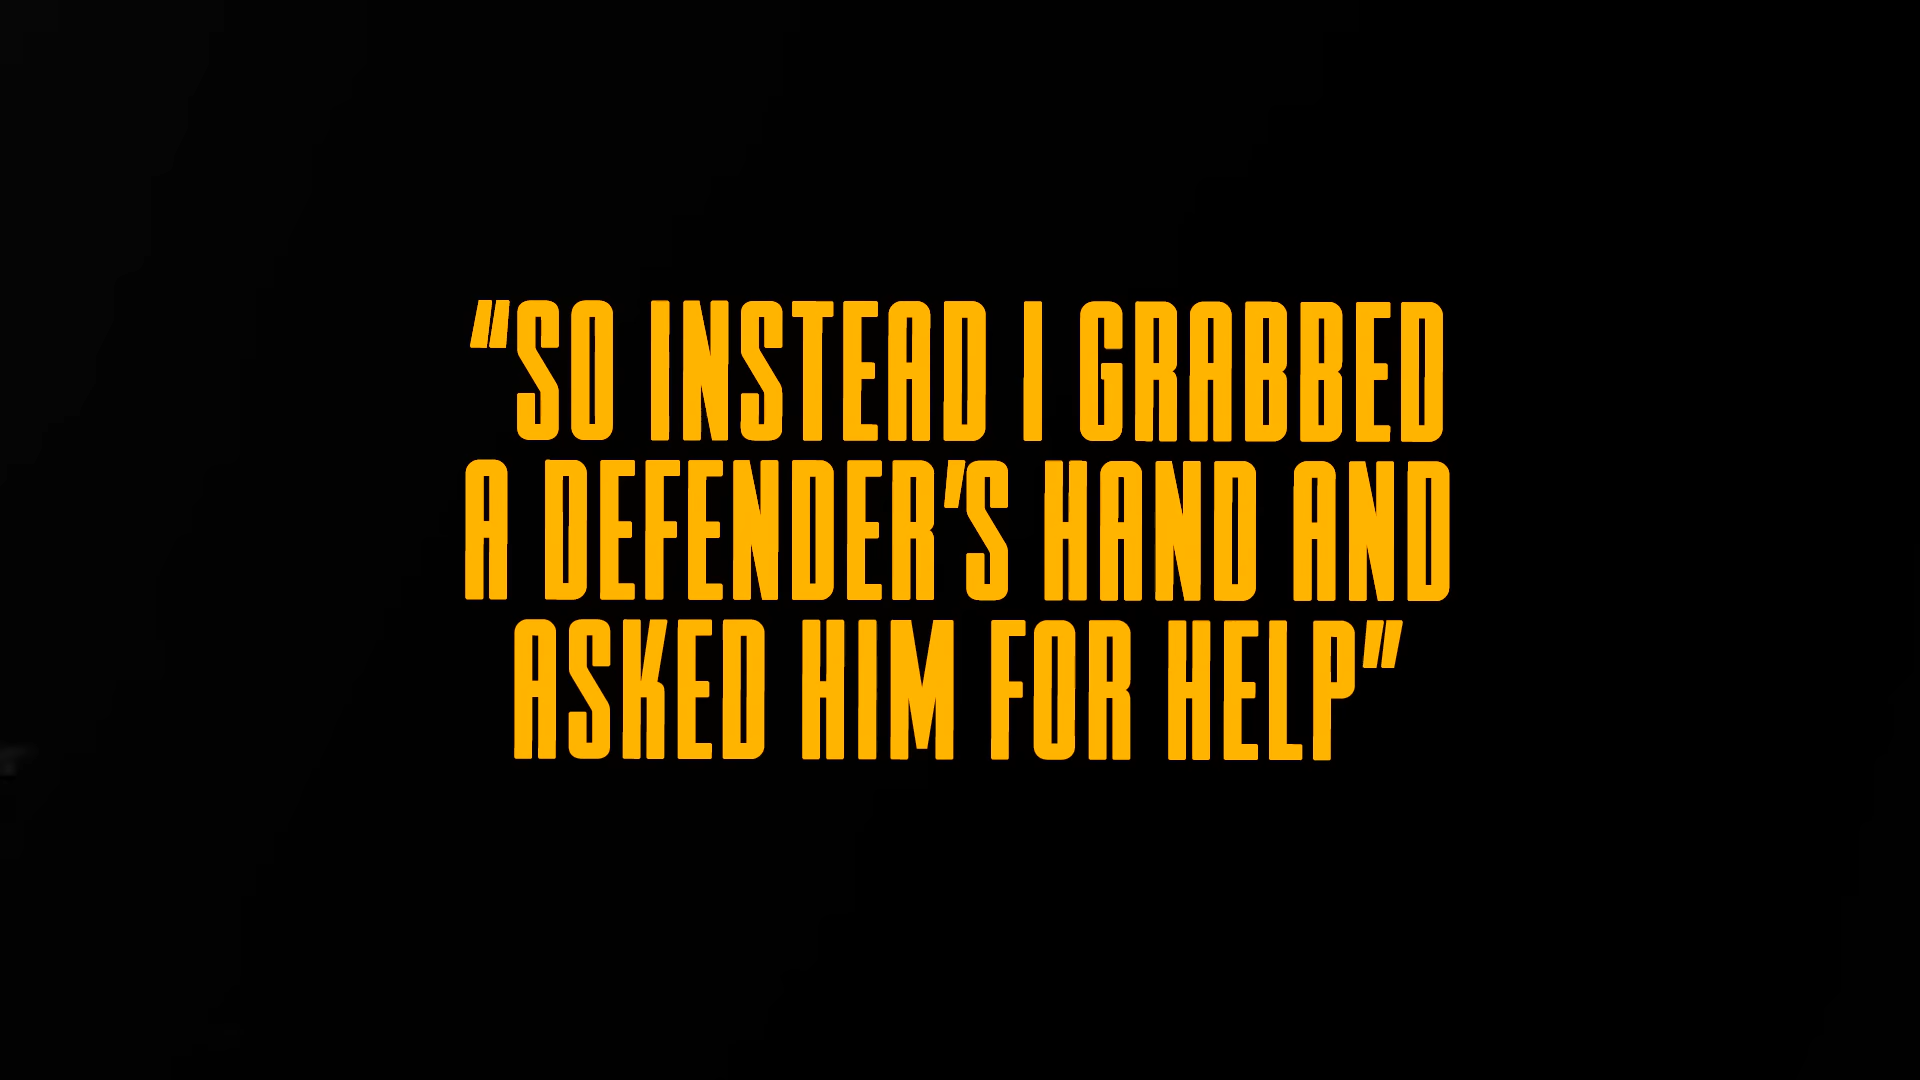 “SO INSTEAD I GRABBED
A DEFENDER’S HAND AND
ASKED HIM FOR HELP”